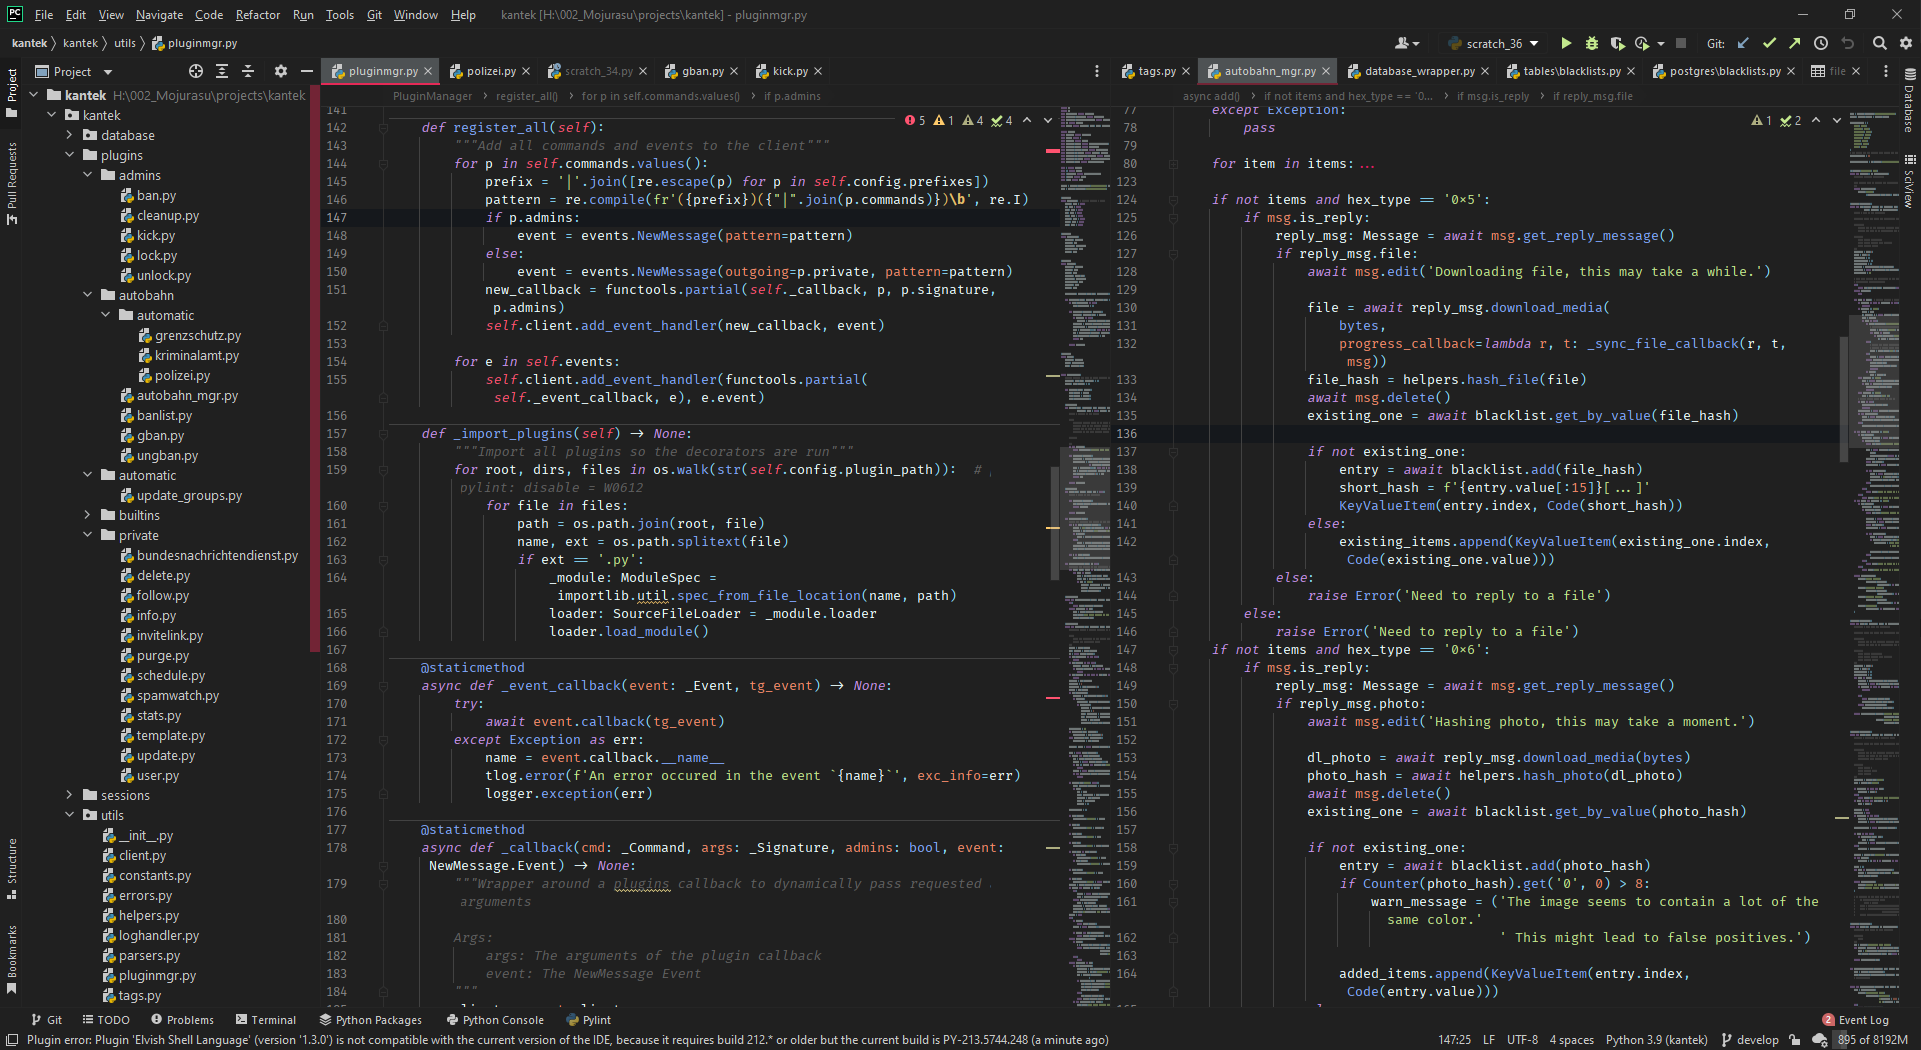 PC File Edit View Navigate Code Refactor Run Tools Git Window Help kantek [H:\002_Mojurasu\projects\kantek] - pluginmgr.py
kantek kantek utils pluginmgr.py scratch_36 Git:
Project
pluginmgr.py polizei.py scratch_34.py gban.py kick.py
tags.py autobahn_mgr.py database_wrapper.py tables\blacklists.py postgres\blacklists.py file
Project
Pull Requests
Structure
Bookmarks
Database
SciView
kantek H:\002_Mojurasu\projects\kantek
kantek
database
plugins
admins
ban.py
cleanup.py
kick.py
lock.py
unlock.py
autobahn
automatic
grenzschutz.py
kriminalamt.py
polizei.py
autobahn_mgr.py
banlist.py
gban.py
ungban.py
automatic
update_groups.py
builtins
private
bundesnachrichtendienst.py
delete.py
follow.py
info.py
invitelink.py
purge.py
schedule.py
spamwatch.py
stats.py
template.py
update.py
user.py
sessions
utils
__init__.py
client.py
constants.py
errors.py
helpers.py
loghandler.py
parsers.py
pluginmgr.py
tags.py
PluginManager register_all() for p in self.commands.values() if p.admins
5 1 4 4
141
142 def register_all(self):
143 """Add all commands and events to the client"""
144 for p in self.commands.values():
145 prefix = '|'.join([re.escape(p) for p in self.config.prefixes])
146 pattern = re.compile(fr'({prefix})({"|".join(p.commands)})\b', re.I)
147 if p.admins:
148 event = events.NewMessage(pattern=pattern)
149 else:
150 event = events.NewMessage(outgoing=p.private, pattern=pattern)
151 new_callback = functools.partial(self._callback, p, p.signature,
p.admins)
152 self.client.add_event_handler(new_callback, event)
153
154 for e in self.events:
155 self.client.add_event_handler(functools.partial(
self._event_callback, e), e.event)
156
157 def _import_plugins(self) → None:
158 """Import all plugins so the decorators are run"""
159 for root, dirs, files in os.walk(str(self.config.plugin_path)): #
pylint: disable = W0612
160 for file in files:
161 path = os.path.join(root, file)
162 name, ext = os.path.splitext(file)
163 if ext == '.py':
164 _module: ModuleSpec =
importlib.util.spec_from_file_location(name, path)
165 loader: SourceFileLoader = _module.loader
166 loader.load_module()
167
168 @staticmethod
169 async def _event_callback(event: _Event, tg_event) → None:
170 try:
171 await event.callback(tg_event)
172 except Exception as err:
173 name = event.callback.__name__
174 tlog.error(f'An error occured in the event `{name}`', exc_info=err)
175 logger.exception(err)
176
177 @staticmethod
178 async def _callback(cmd: _Command, args: _Signature, admins: bool, event:
NewMessage.Event) → None:
179 """Wrapper around a plugins callback to dynamically pass requested
arguments
180
181 Args:
182 args: The arguments of the plugin callback
183 event: The NewMessage Event
184 """
async add() if not items and hex_type == '0... if msg.is_reply if reply_msg.file
1 2
77 except Exception:
78 pass
79
80 for item in items: ...
123
124 if not items and hex_type == '0×5':
125 if msg.is_reply:
126 reply_msg: Message = await msg.get_reply_message()
127 if reply_msg.file:
128 await msg.edit('Downloading file, this may take a while.')
129
130 file = await reply_msg.download_media(
131 bytes,
132 progress_callback=lambda r, t: _sync_file_callback(r, t,
msg))
133 file_hash = helpers.hash_file(file)
134 await msg.delete()
135 existing_one = await blacklist.get_by_value(file_hash)
136
137 if not existing_one:
138 entry = await blacklist.add(file_hash)
139 short_hash = f'{entry.value[:15]}[...]'
140 KeyValueItem(entry.index, Code(short_hash))
141 else:
142 existing_items.append(KeyValueItem(existing_one.index,
Code(existing_one.value)))
143 else:
144 raise Error('Need to reply to a file')
145 else:
146 raise Error('Need to reply to a file')
147 if not items and hex_type == '0×6':
148 if msg.is_reply:
149 reply_msg: Message = await msg.get_reply_message()
150 if reply_msg.photo:
151 await msg.edit('Hashing photo, this may take a moment.')
152
153 dl_photo = await reply_msg.download_media(bytes)
154 photo_hash = await helpers.hash_photo(dl_photo)
155 await msg.delete()
156 existing_one = await blacklist.get_by_value(photo_hash)
157
158 if not existing_one:
159 entry = await blacklist.add(photo_hash)
160 if Counter(photo_hash).get('0', 0) > 8:
161 warn_message = ('The image seems to contain a lot of the
same color.'
162 ' This might lead to false positives.')
163
164 added_items.append(KeyValueItem(entry.index,
Code(entry.value)))
Git TODO Problems Terminal Python Packages Python Console Pylint 2 Event Log
Plugin error: Plugin 'Elvish Shell Language' (version '1.3.0') is not compatible with the current version of the IDE, because it requires build 212.* or older but the current build is PY-213.5744.248 (a minute ago) 147:25 LF UTF-8 4 spaces Python 3.9 (kantek) develop 895 of 8192M